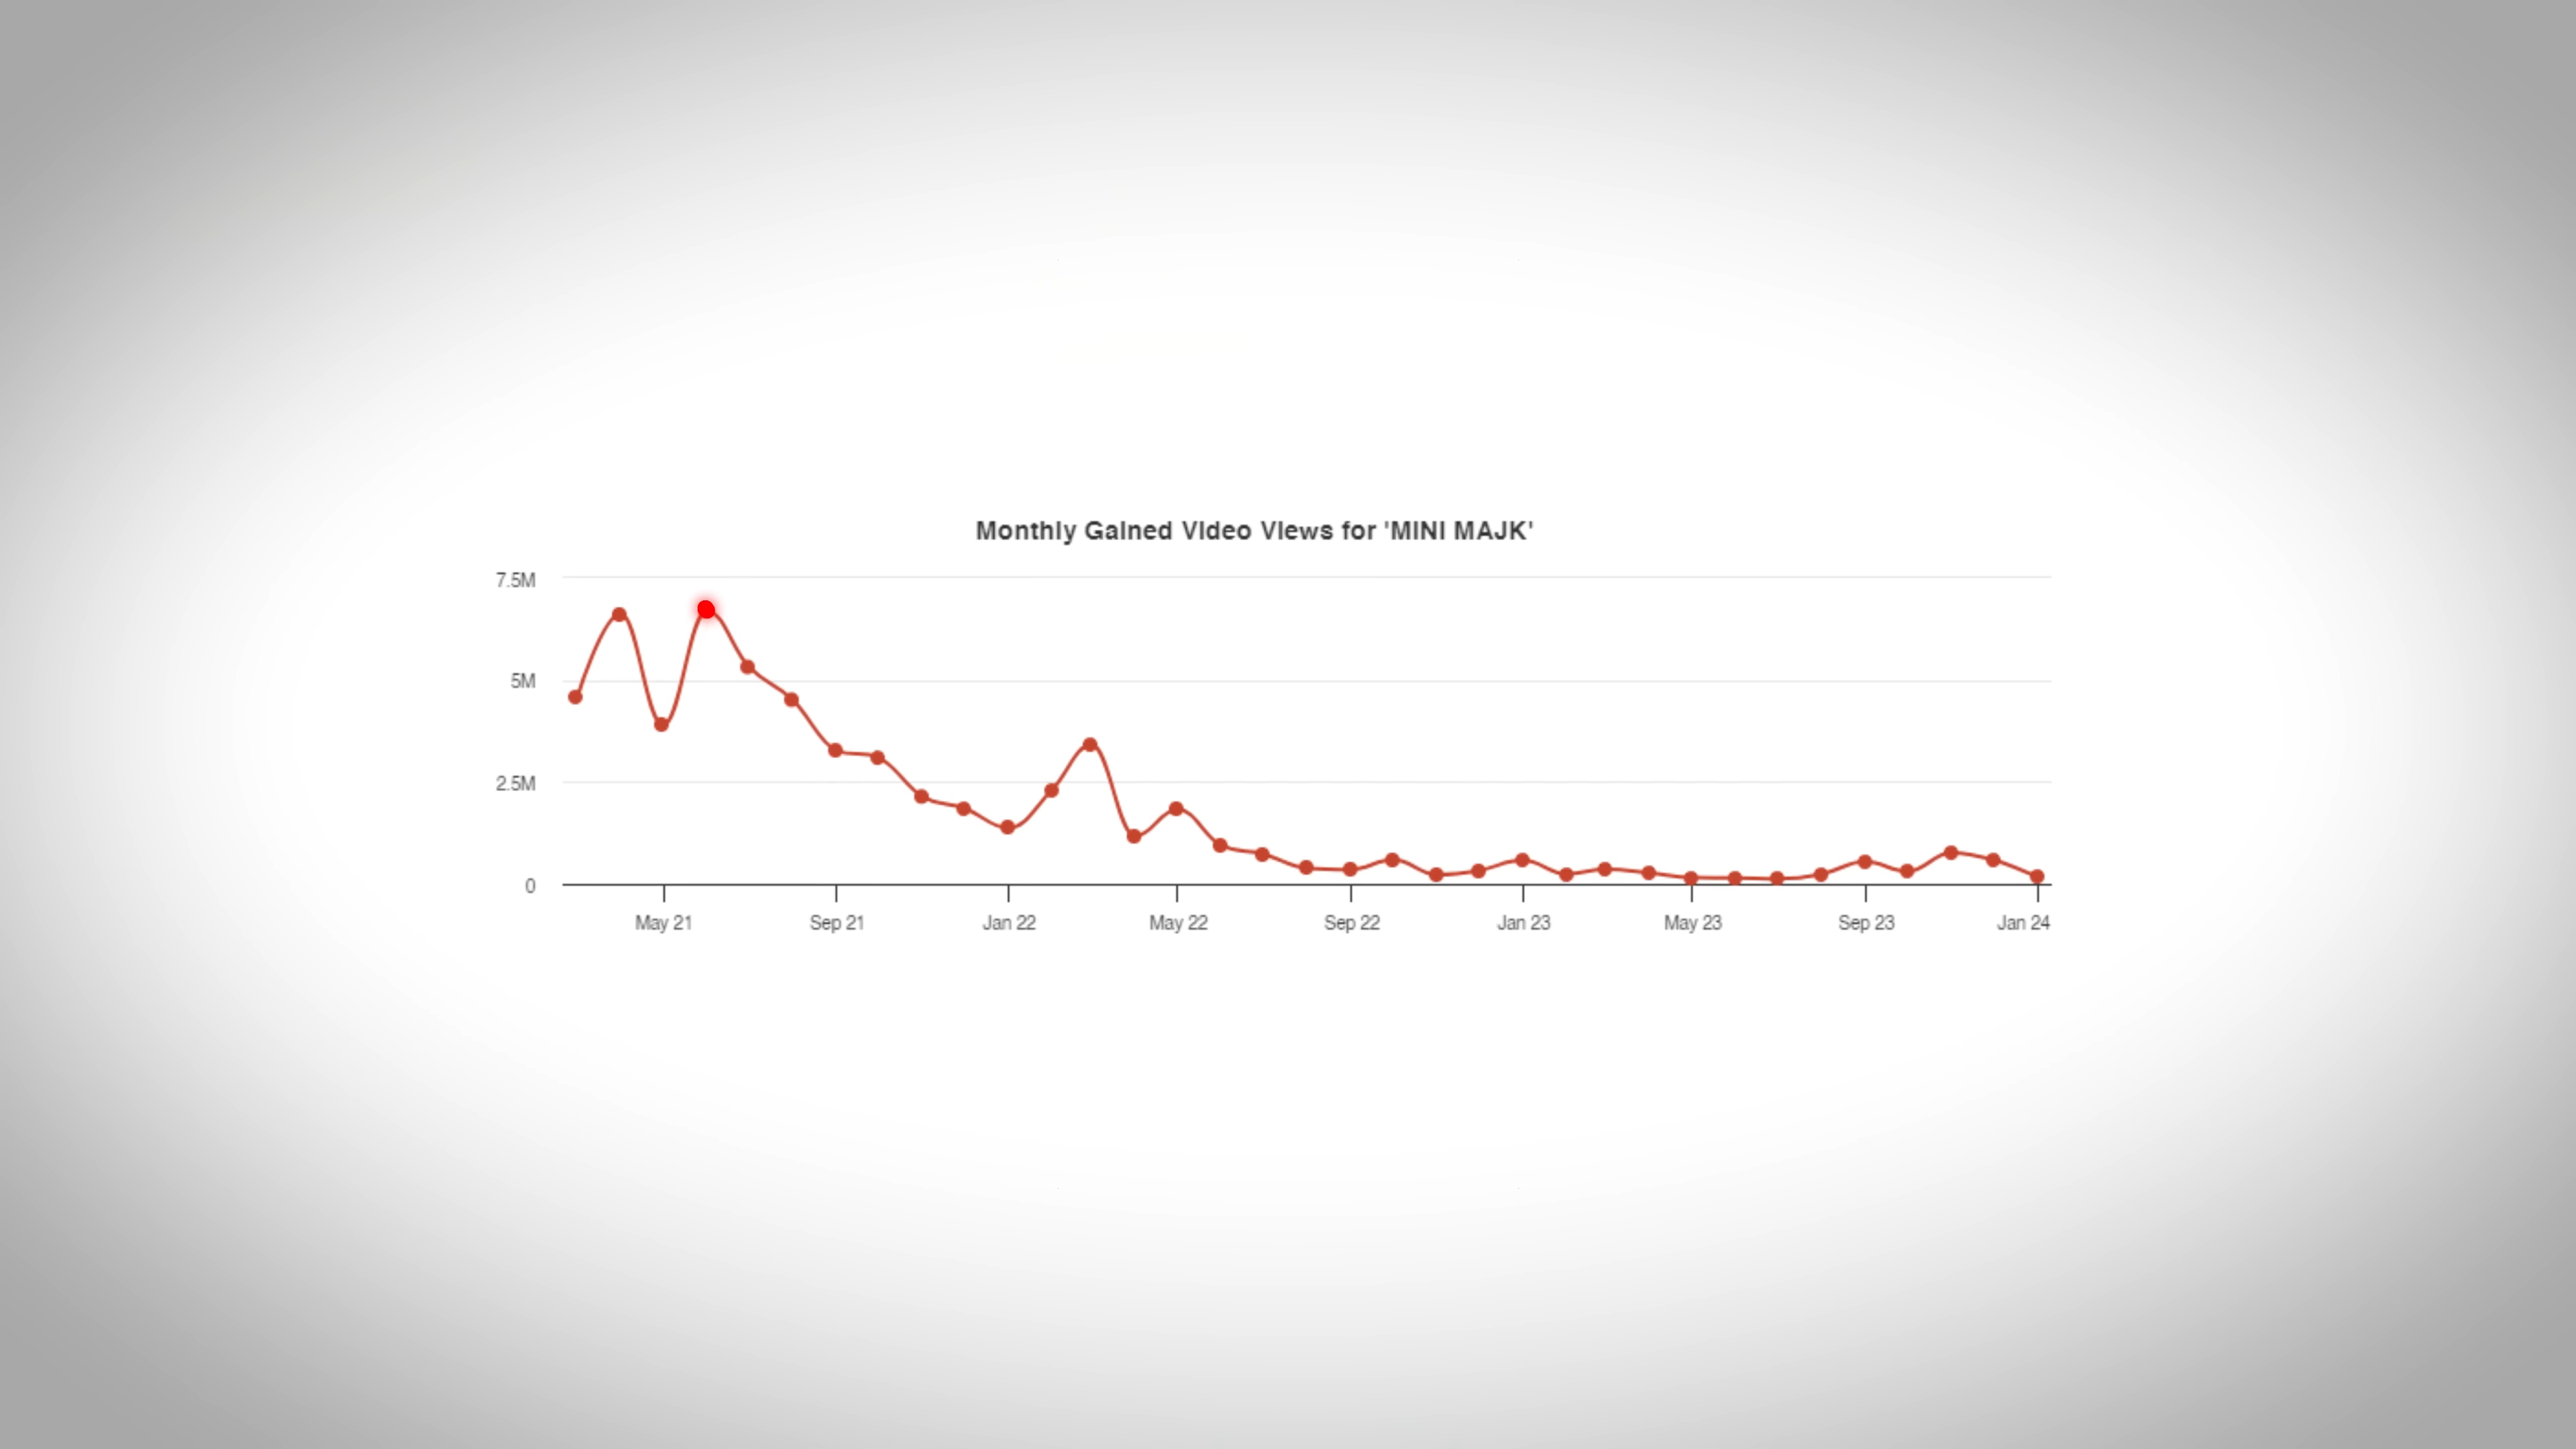 Monthly Gained Video Views for 'MINI MAJK'
7.5M
5M
2.5M
0
May 21 Sep 21 Jan 22 May 22 Sep 22 Jan 23 May 23 Sep 23 Jan 24